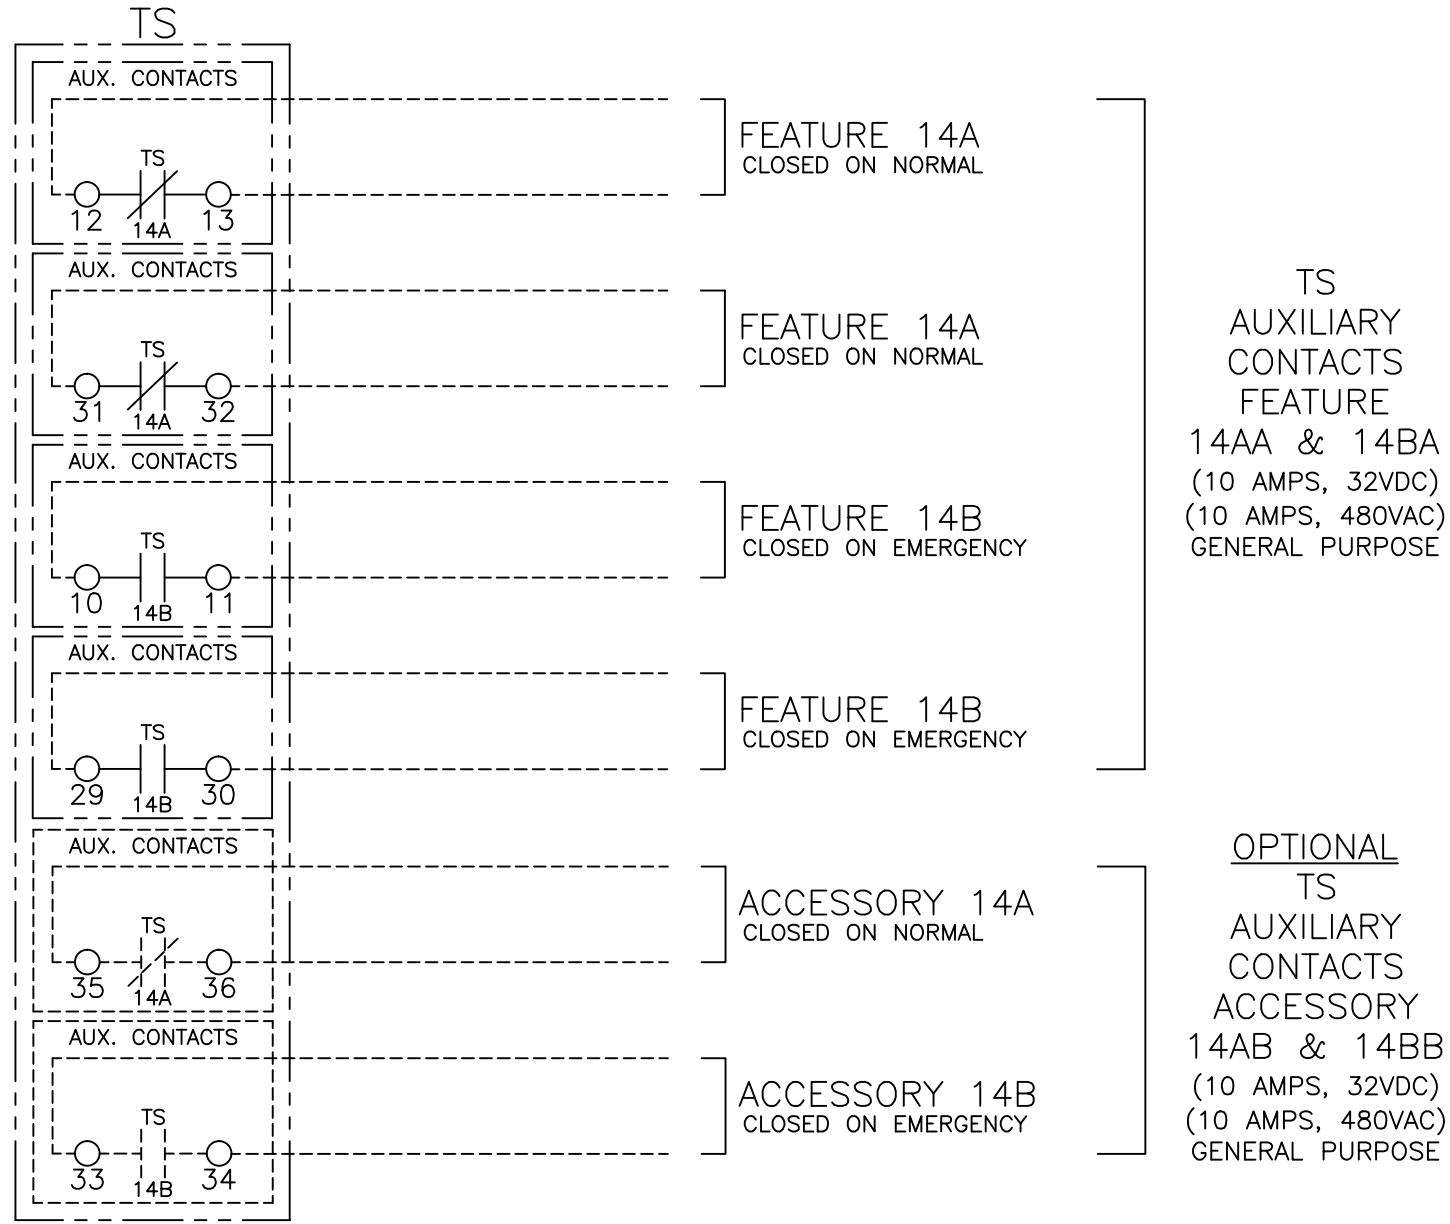 TS
AUX. CONTACTS
TS
12
13
14A
FEATURE 14A
CLOSED ON NORMAL
AUX. CONTACTS
TS
31
32
14A
FEATURE 14A
CLOSED ON NORMAL
AUX. CONTACTS
TS
10
11
14B
FEATURE 14B
CLOSED ON EMERGENCY
AUX. CONTACTS
TS
29
30
14B
FEATURE 14B
CLOSED ON EMERGENCY
TS
AUXILIARY
CONTACTS
FEATURE
14AA & 14BA
(10 AMPS, 32VDC)
(10 AMPS, 480VAC)
GENERAL PURPOSE
AUX. CONTACTS
TS
35
36
14A
ACCESSORY 14A
CLOSED ON NORMAL
AUX. CONTACTS
TS
33
34
14B
ACCESSORY 14B
CLOSED ON EMERGENCY
OPTIONAL
TS
AUXILIARY
CONTACTS
ACCESSORY
14AB & 14BB
(10 AMPS, 32VDC)
(10 AMPS, 480VAC)
GENERAL PURPOSE